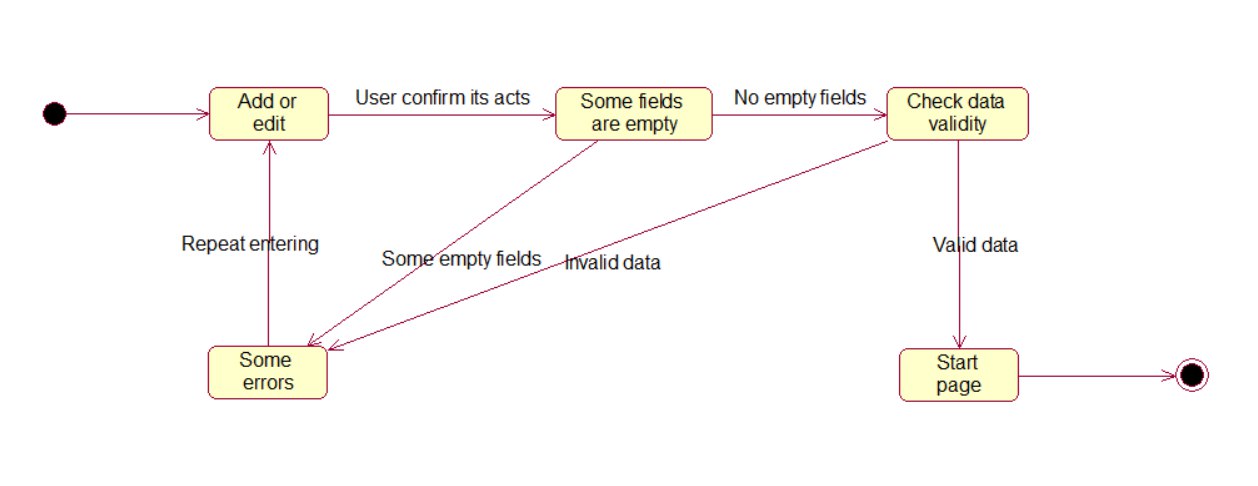 Add or
edit
User confirm its acts
Some fields
are empty
No empty fields
Check data
validity
Repeat entering
Some empty fields
Invalid data
Valid data
Some
errors
Start
page